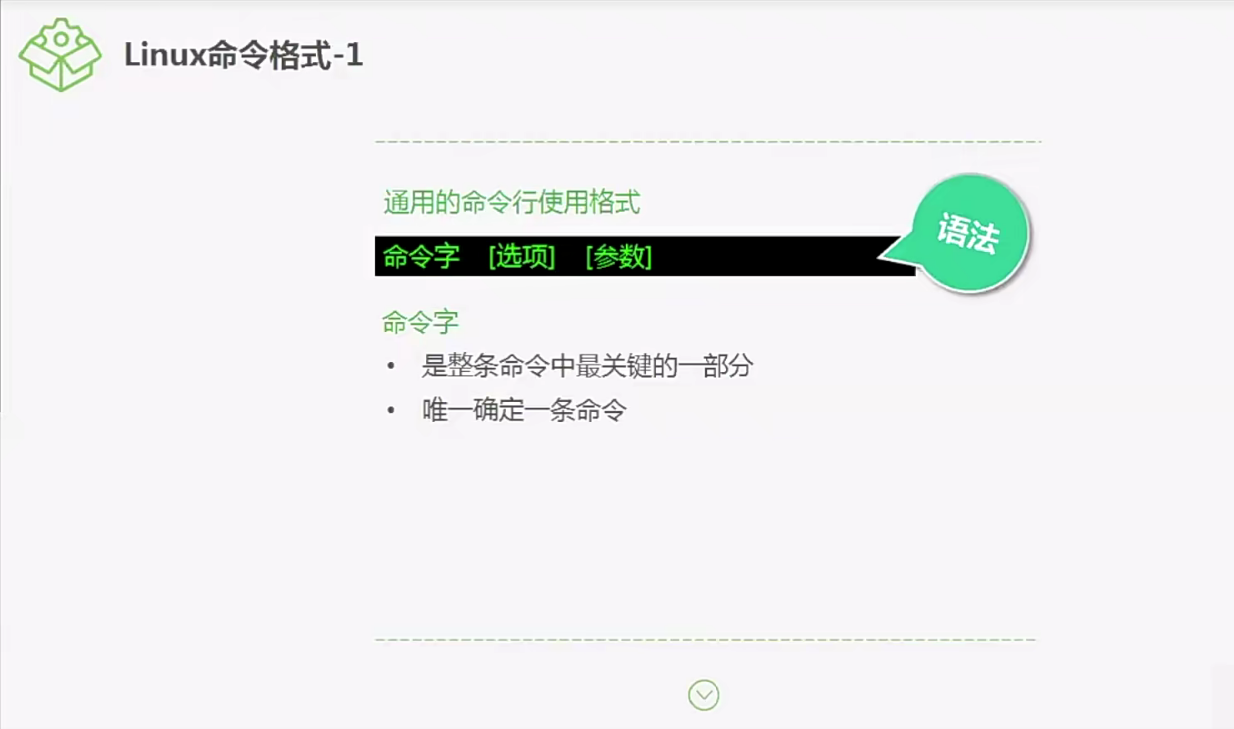 Linux命令格式-1
通用的命令行使用格式
命令字 [选项] [参数]
语法
命令字
• 是整条命令中最关键的一部分
• 唯一确定一条命令